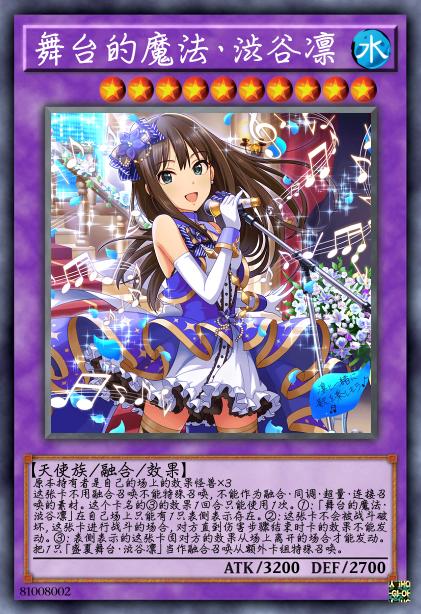 舞台的魔法·渋谷凛
水
【天使族/融合/效果】
原本持有者是自己的场上的效果怪兽×3
这张卡不用融合召唤不能特殊召唤,不能作为融合·同调·超量·连接召唤的素材。这个卡名的③的效果1回合只能使用1次。①:「舞台的魔法·渋谷凛」在自己场上只能有1只表侧表示存在。②:这张卡不会被战斗破坏,这张卡进行战斗的场合,对方直到伤害步骤结束时卡的效果不能发动。③:表侧表示的这张卡因对方的从场上离开的场合才能发动。把1只「盛夏舞台·渋谷凛」当作融合召唤从额外卡组特殊召唤。
ATK/3200 DEF/2700
81008002